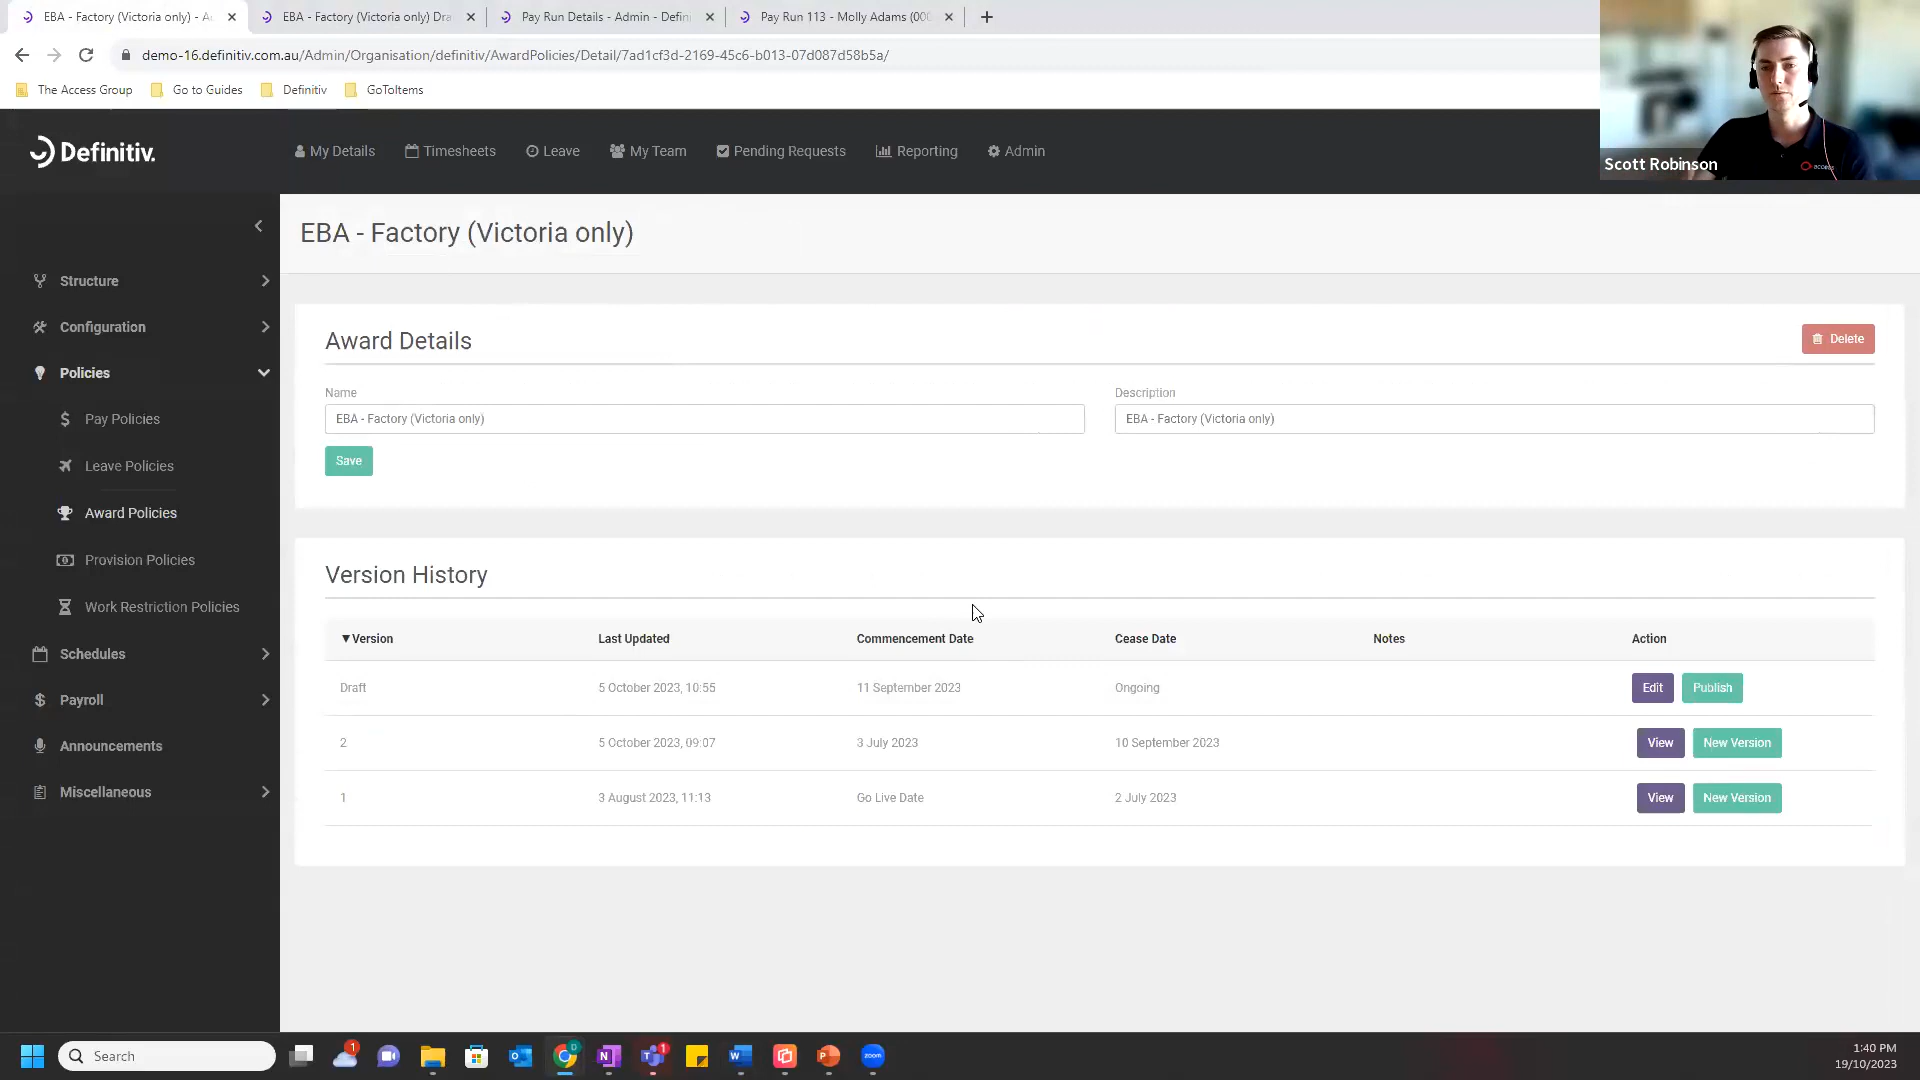 EBA - Factory (Victoria only) - A
EBA - Factory (Victoria only) Dra
Pay Run Details - Admin - Defin
Pay Run 113 - Molly Adams (000
demo-16.definitiv.com.au/Admin/Organisation/definitiv/AwardPolicies/Detail/7ad1cf3d-2169-45c6-b013-07d087d58b5a/
The Access Group
Go to Guides
Definitiv
GoToItems
Definitiv.
My Details
Timesheets
Leave
My Team
Pending Requests
Reporting
Admin
Scott Robinson
access
EBA - Factory (Victoria only)
Structure
Configuration
Policies
Pay Policies
Leave Policies
Award Policies
Provision Policies
Work Restriction Policies
Schedules
Payroll
Announcements
Miscellaneous
Award Details
Delete
Name
Description
EBA - Factory (Victoria only)
EBA - Factory (Victoria only)
Save
Version History
▼Version Last Updated Commencement Date Cease Date Notes Action
Draft 5 October 2023, 10:55 11 September 2023 Ongoing Edit Publish
2 5 October 2023, 09:07 3 July 2023 10 September 2023 View New Version
1 3 August 2023, 11:13 Go Live Date 2 July 2023 View New Version
Search
1
1
zoom
1:40 PM
19/10/2023